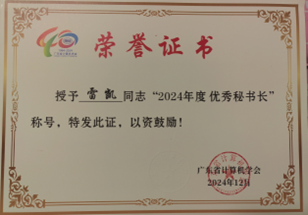 荣誉证书
授予 雷凯 同志“2024年度 优秀秘书长”
称号，特发此证，以资鼓励！
广东省计算机学会
2024年12月